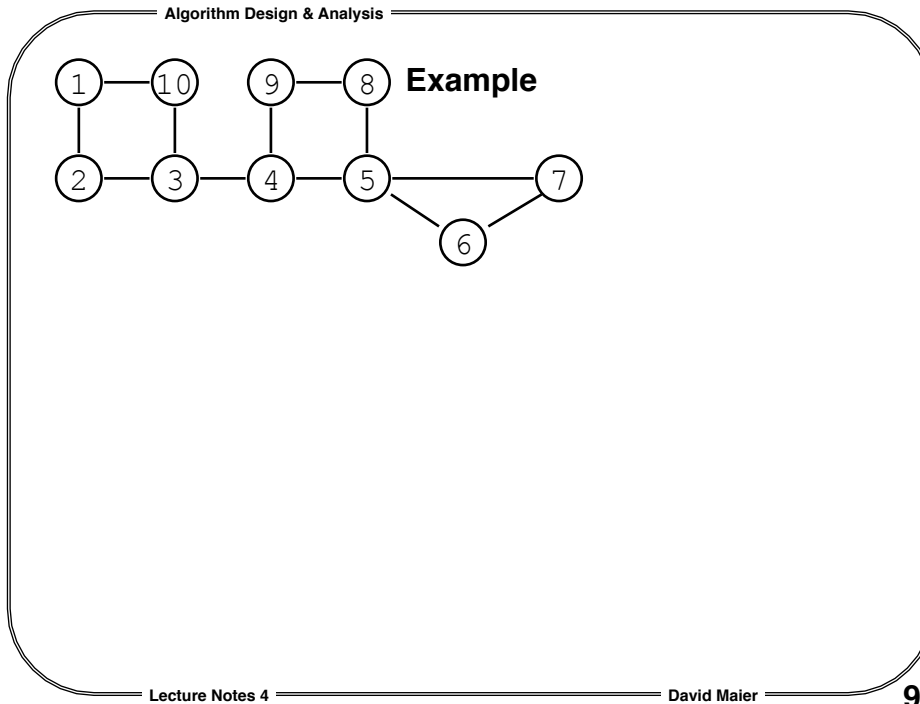 Algorithm Design & Analysis
1 10 9 8 Example
2 3 4 5 7
6
Lecture Notes 4 David Maier 9